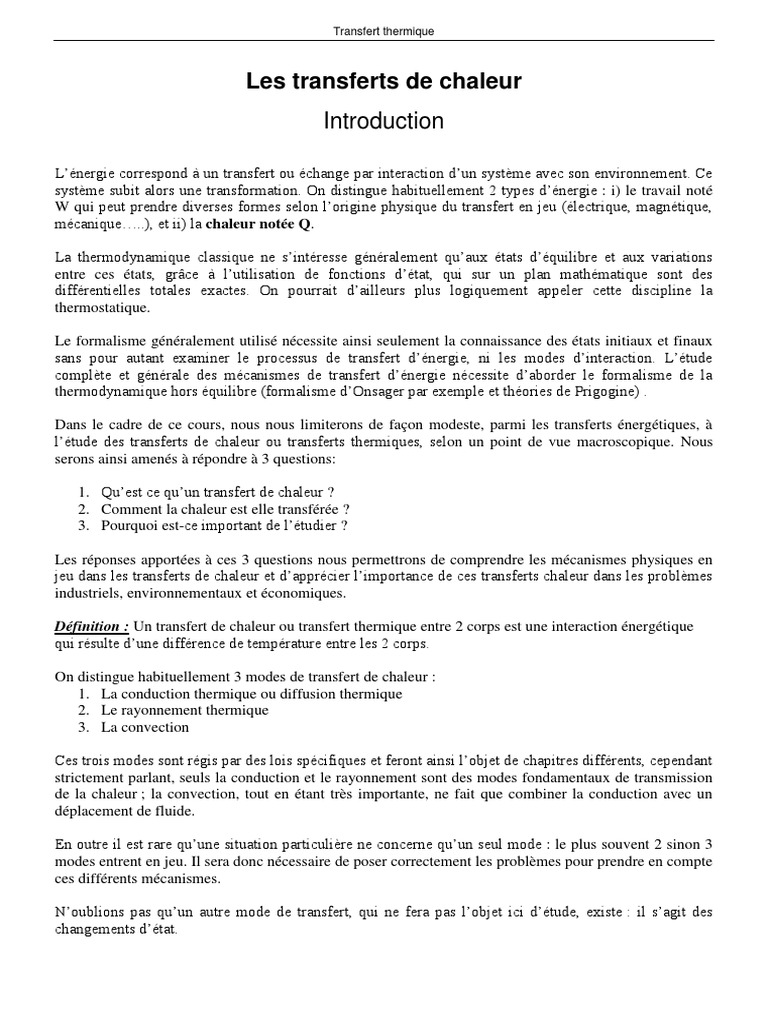 Transfert thermique
Les transferts de chaleur
Introduction
L’énergie correspond à un transfert ou échange par interaction d’un système avec son environnement. Ce
système subit alors une transformation. On distingue habituellement 2 types d’énergie : i) le travail noté
W qui peut prendre diverses formes selon l’origine physique du transfert en jeu (électrique, magnétique,
mécanique…..), et ii) la chaleur notée Q.
La thermodynamique classique ne s’intéresse généralement qu’aux états d’équilibre et aux variations
entre ces états, grâce à l’utilisation de fonctions d’état, qui sur un plan mathématique sont des
différentielles totales exactes. On pourrait d’ailleurs plus logiquement appeler cette discipline la
thermostatique.
Le formalisme généralement utilisé nécessite ainsi seulement la connaissance des états initiaux et finaux
sans pour autant examiner le processus de transfert d’énergie, ni les modes d’interaction. L’étude
complète et générale des mécanismes de transfert d’énergie nécessite d’aborder le formalisme de la
thermodynamique hors équilibre (formalisme d’Onsager par exemple et théories de Prigogine) .
Dans le cadre de ce cours, nous nous limiterons de façon modeste, parmi les transferts énergétiques, à
l’étude des transferts de chaleur ou transferts thermiques, selon un point de vue macroscopique. Nous
serons ainsi amenés à répondre à 3 questions:
1. Qu’est ce qu’un transfert de chaleur ?
2. Comment la chaleur est elle transférée ?
3. Pourquoi est-ce important de l’étudier ?
Les réponses apportées à ces 3 questions nous permettrons de comprendre les mécanismes physiques en
jeu dans les transferts de chaleur et d’apprécier l’importance de ces transferts chaleur dans les problèmes
industriels, environnementaux et économiques.
Définition : Un transfert de chaleur ou transfert thermique entre 2 corps est une interaction énergétique
qui résulte d’une différence de température entre les 2 corps.
On distingue habituellement 3 modes de transfert de chaleur :
1. La conduction thermique ou diffusion thermique
2. Le rayonnement thermique
3. La convection
Ces trois modes sont régis par des lois spécifiques et feront ainsi l’objet de chapitres différents, cependant
strictement parlant, seuls la conduction et le rayonnement sont des modes fondamentaux de transmission
de la chaleur ; la convection, tout en étant très importante, ne fait que combiner la conduction avec un
déplacement de fluide.
En outre il est rare qu’une situation particulière ne concerne qu’un seul mode : le plus souvent 2 sinon 3
modes entrent en jeu. Il sera donc nécessaire de poser correctement les problèmes pour prendre en compte
ces différents mécanismes.
N’oublions pas qu’un autre mode de transfert, qui ne fera pas l’objet ici d’étude, existe : il s’agit des
changements d’état.